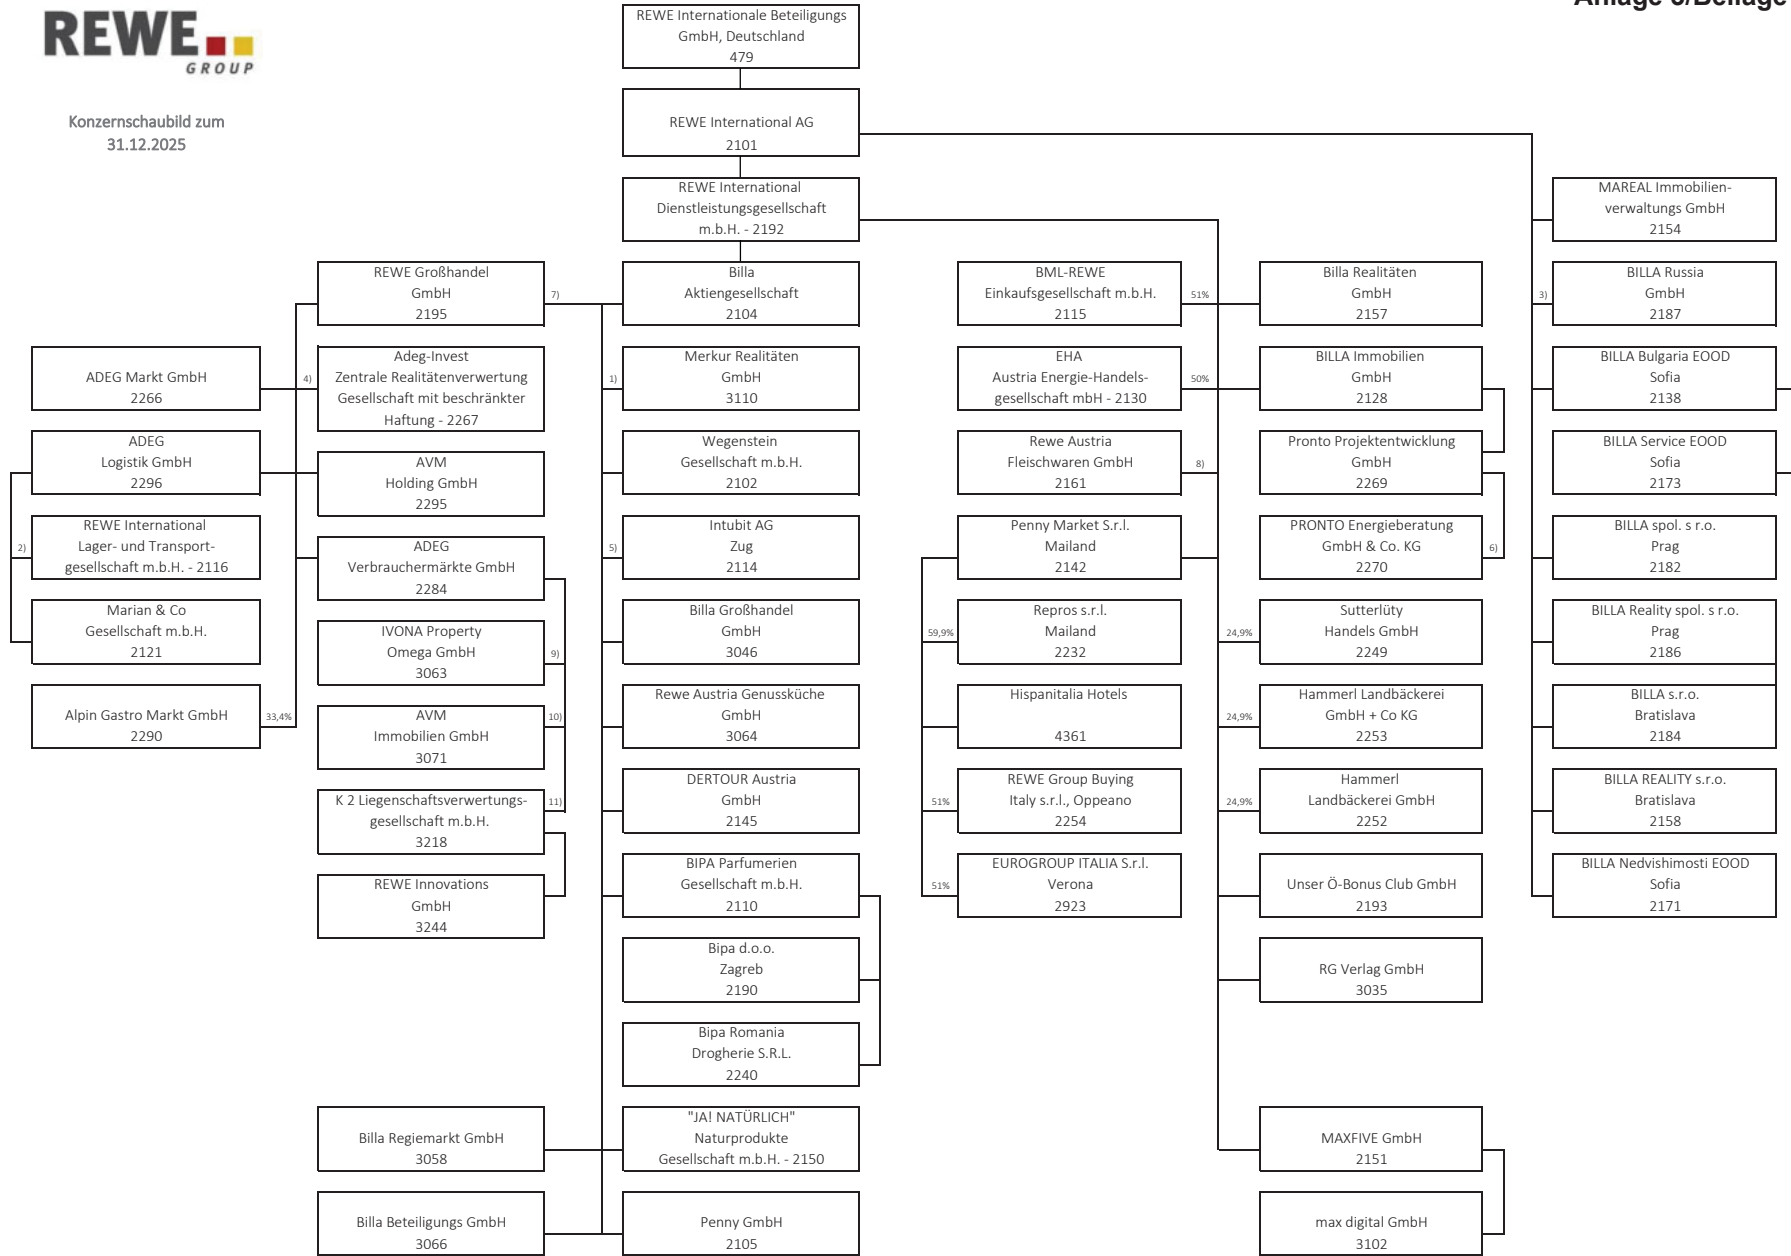 REWE
GROUP
Konzernschaubild zum
31.12.2025
REWE Internationale Beteiligungs
GmbH, Deutschland
479
REWE International AG
2101
REWE International
Dienstleistungsgesellschaft
m.b.H. - 2192
REWE Großhandel
GmbH
2195
7)
ADEG Markt GmbH
2266
4)
Adeg-Invest
Zentrale Realitätenverwertung
Gesellschaft mit beschränkter
Haftung - 2267
ADEG
Logistik GmbH
2296
AVM
Holding GmbH
2295
2)
REWE International
Lager- und Transport-
gesellschaft m.b.H. - 2116
ADEG
Verbrauchermärkte GmbH
2284
Marian & Co
Gesellschaft m.b.H.
2121
IVONA Property
Omega GmbH
3063
9)
Alpin Gastro Markt GmbH
2290
33,4%
AVM
Immobilien GmbH
3071
10)
K 2 Liegenschaftsverwertungs-
gesellschaft m.b.H.
3218
11)
REWE Innovations
GmbH
3244
Billa Regiemarkt GmbH
3058
Billa Beteiligungs GmbH
3066
Billa
Aktiengesellschaft
2104
1)
Merkur Realitäten
GmbH
3110
Wegenstein
Gesellschaft m.b.H.
2102
5)
Intubit AG
Zug
2114
Billa Großhandel
GmbH
3046
Rewe Austria Genussküche
GmbH
3064
DERTOUR Austria
GmbH
2145
BIPA Parfumerien
Gesellschaft m.b.H.
2110
Bipa d.o.o.
Zagreb
2190
Bipa Romania
Drogherie S.R.L.
2240
"JA! NATÜRLICH"
Naturprodukte
Gesellschaft m.b.H. - 2150
Penny GmbH
2105
BML-REWE
Einkaufsgesellschaft m.b.H.
2115
51%
EHA
Austria Energie-Handels-
gesellschaft mbH - 2130
50%
Rewe Austria
Fleischwaren GmbH
2161
8)
Penny Market S.r.l.
Mailand
2142
59,9%
Repros s.r.l.
Mailand
2232
Hispanitalia Hotels
4361
51%
REWE Group Buying
Italy s.r.l., Oppeano
2254
51%
EUROGROUP ITALIA S.r.l.
Verona
2923
Billa Realitäten
GmbH
2157
BILLA Immobilien
GmbH
2128
Pronto Projektentwicklung
GmbH
2269
PRONTO Energieberatung
GmbH & Co. KG
2270
6)
24,9%
Sutterlüty
Handels GmbH
2249
24,9%
Hammerl Landbäckerei
GmbH + Co KG
2253
24,9%
Hammerl
Landbäckerei GmbH
2252
Unser Ö-Bonus Club GmbH
2193
RG Verlag GmbH
3035
MAXFIVE GmbH
2151
max digital GmbH
3102
MAREAL Immobilien-
verwaltungs GmbH
2154
3)
BILLA Russia
GmbH
2187
BILLA Bulgaria EOOD
Sofia
2138
BILLA Service EOOD
Sofia
2173
BILLA spol. s r.o.
Prag
2182
BILLA Reality spol. s r.o.
Prag
2186
BILLA s.r.o.
Bratislava
2184
BILLA REALITY s.r.o.
Bratislava
2158
BILLA Nedvishimosti EOOD
Sofia
2171